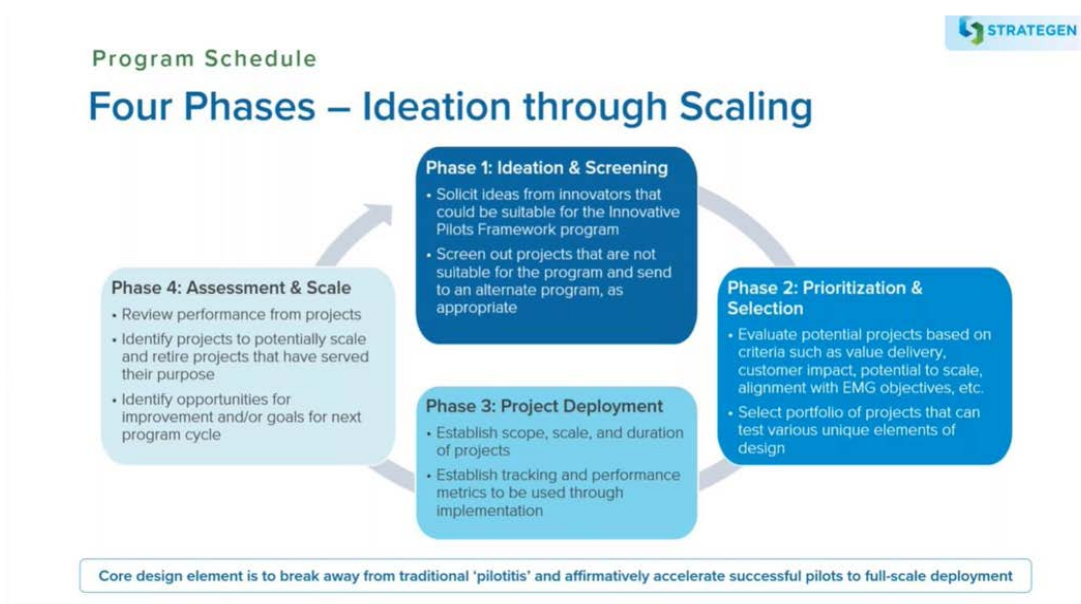 STRATEGEN
Program Schedule
Four Phases – Ideation through Scaling
Phase 1: Ideation & Screening
• Solicit ideas from innovators that
could be suitable for the Innovative
Pilots Framework program
• Screen out projects that are not
suitable for the program and send
to an alternate program, as
appropriate
Phase 2: Prioritization &
Selection
• Evaluate potential projects based on
criteria such as value delivery,
customer impact, potential to scale,
alignment with EMG objectives, etc.
• Select portfolio of projects that can
test various unique elements of
design
Phase 3: Project Deployment
• Establish scope, scale, and duration
of projects
• Establish tracking and performance
metrics to be used through
implementation
Phase 4: Assessment & Scale
• Review performance from projects
• Identify projects to potentially scale
and retire projects that have served
their purpose
• Identify opportunities for
improvement and/or goals for next
program cycle
Core design element is to break away from traditional ‘pilotitis’ and affirmatively accelerate successful pilots to full-scale deployment